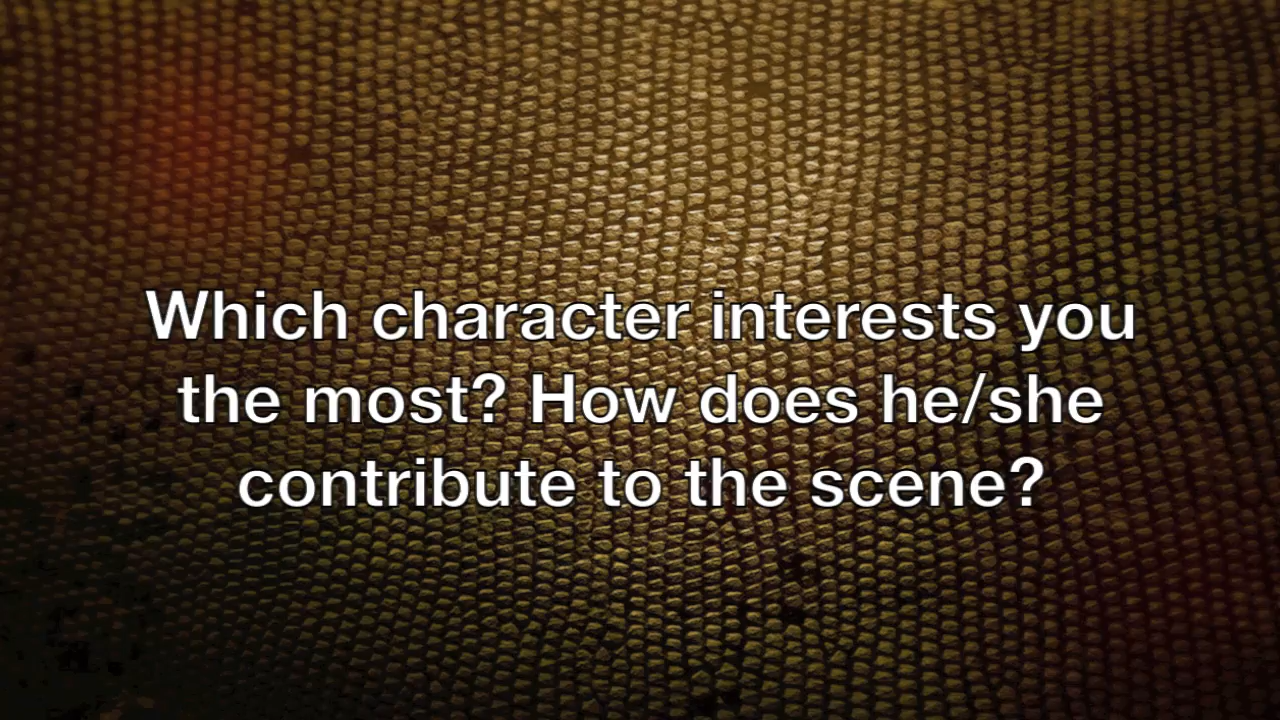 Which character interests you
the most? How does he/she
contribute to the scene?